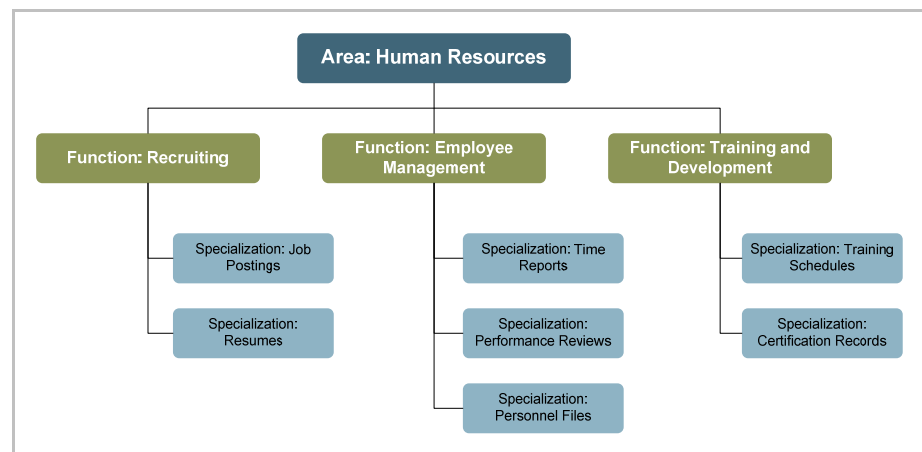 Area: Human Resources
Function: Recruiting
Function: Employee
Management
Function: Training and
Development
Specialization: Job
Postings
Specialization:
Resumes
Specialization: Time
Reports
Specialization:
Performance Reviews
Specialization:
Personnel Files
Specialization: Training
Schedules
Specialization:
Certification Records